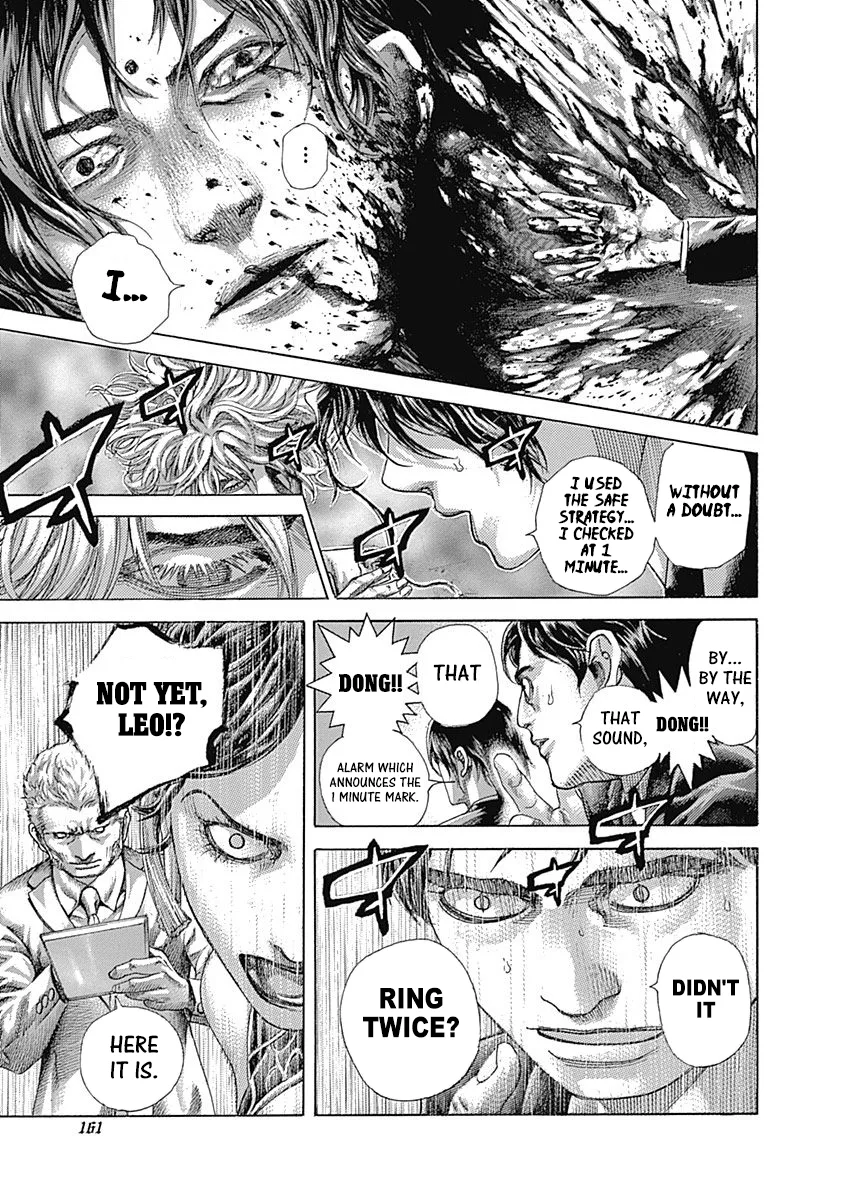 ...
I...
WITHOUT
A DOUBT...
I USED
THE SAFE
STRATEGY...
I CHECKED
AT 1
MINUTE...
BY...
BY THE
WAY,
DONG!!
THAT
SOUND,
THAT
DONG!!
ALARM WHICH
ANNOUNCES THE
1 MINUTE MARK.
DIDN'T
IT
RING
TWICE?
NOT YET,
LEO!?
HERE
IT IS.
161